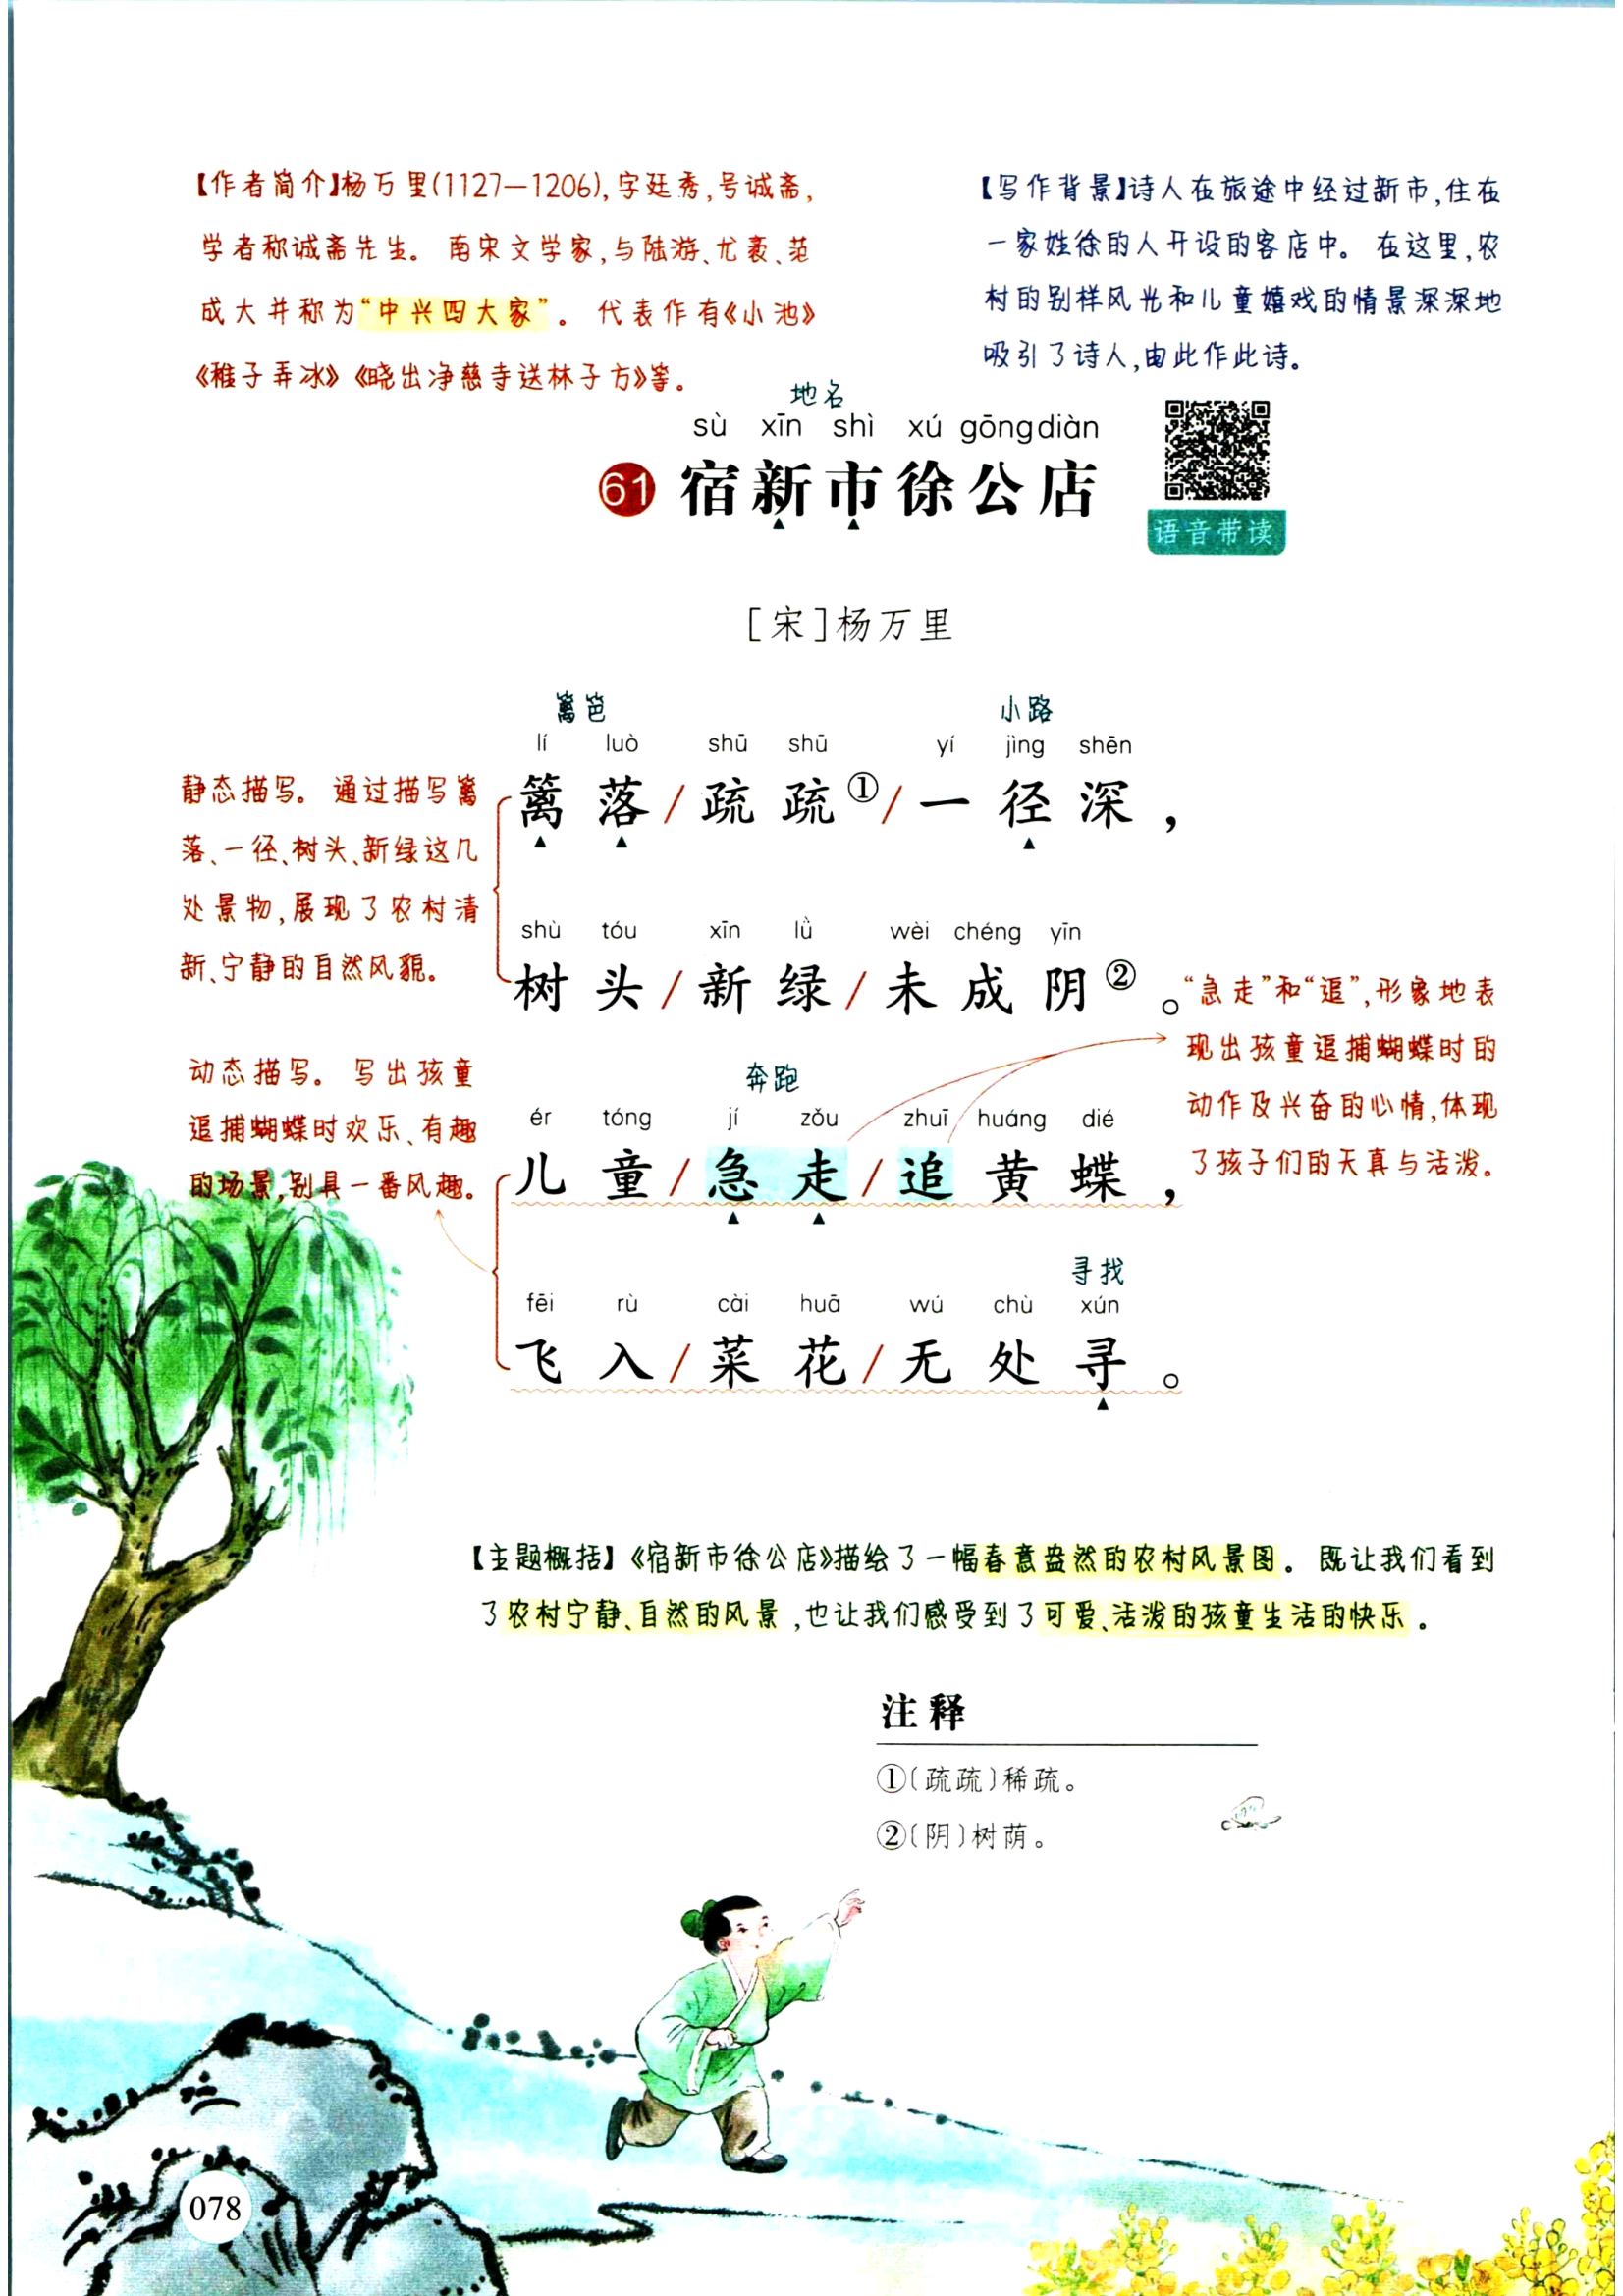 【作者简介】杨万里(1127—1206),字廷秀,号诚斋,
学者称诚斋先生。南宋文学家,与陆游、尤袤、范
成大并称为“中兴四大家”。代表作有《小池》
《稚子弄冰》《晓出净慈寺送林子方》等。
【写作背景】诗人在旅途中经过新市,住在
一家姓徐的人开设的客店中。在这里,农
村的别样风光和儿童嬉戏的情景深深地
吸引了诗人,由此作此诗。
地名
sù xīn shì xú gōng diàn
61 宿新市徐公店
语音带读
[宋]杨万里
篱笆 小路
lí luò shū shū yí jìng shēn
篱落/疏疏①/一径深,
shù tóu xīn lǜ wèi chéng yīn
树头/新绿/未成阴②。
静态描写。通过描写篱
落、一径、树头、新绿这几
处景物,展现了农村清
新、宁静的自然风貌。
奔跑
ér tóng jí zǒu zhuī huáng dié
儿童/急走/追黄蝶,
寻找
fēi rù cài huā wú chù xún
飞入/菜花/无处寻。
动态描写。写出孩童
追捕蝴蝶时欢乐、有趣
的场景,别具一番风趣。
“急走”和“追”,形象地表
现出孩童追捕蝴蝶时的
动作及兴奋的心情,体现
了孩子们的天真与活泼。
【主题概括】《宿新市徐公店》描绘了一幅春意盎然的农村风景图。既让我们看到
了农村宁静、自然的风景,也让我们感受到了可爱、活泼的孩童生活的快乐。
注释
①〔疏疏〕稀疏。
②〔阴〕树荫。
078